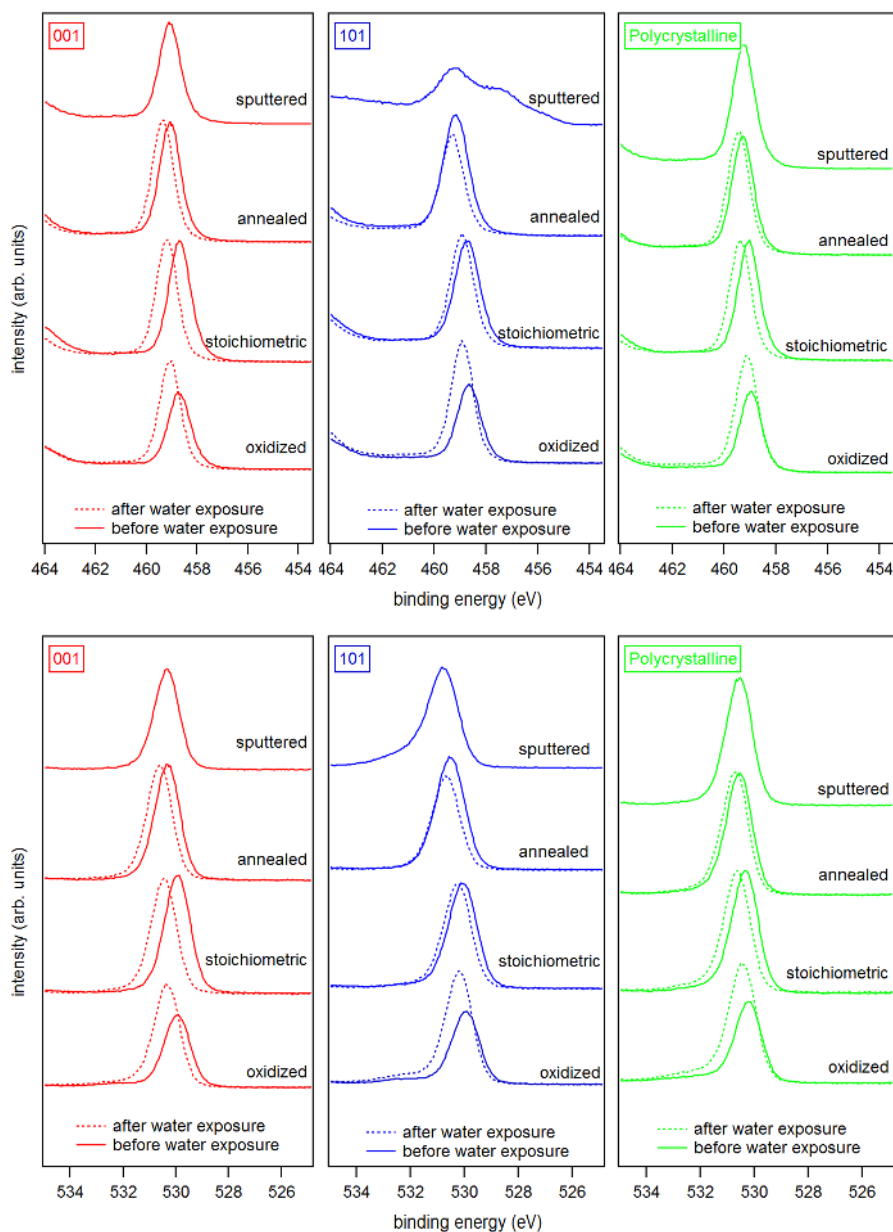 001
sputtered
annealed
stoichiometric
oxidized
after water exposure
before water exposure
464 462 460 458 456 454
101
sputtered
annealed
stoichiometric
oxidized
after water exposure
before water exposure
464 462 460 458 456 454
Polycrystalline
sputtered
annealed
stoichiometric
oxidized
after water exposure
before water exposure
464 462 460 458 456 454
intensity (arb. units)
binding energy (eV)
001
sputtered
annealed
stoichiometric
oxidized
after water exposure
before water exposure
534 532 530 528 526
101
sputtered
annealed
stoichiometric
oxidized
after water exposure
before water exposure
534 532 530 528 526
Polycrystalline
sputtered
annealed
stoichiometric
oxidized
after water exposure
before water exposure
534 532 530 528 526
intensity (arb. units)
binding energy (eV)